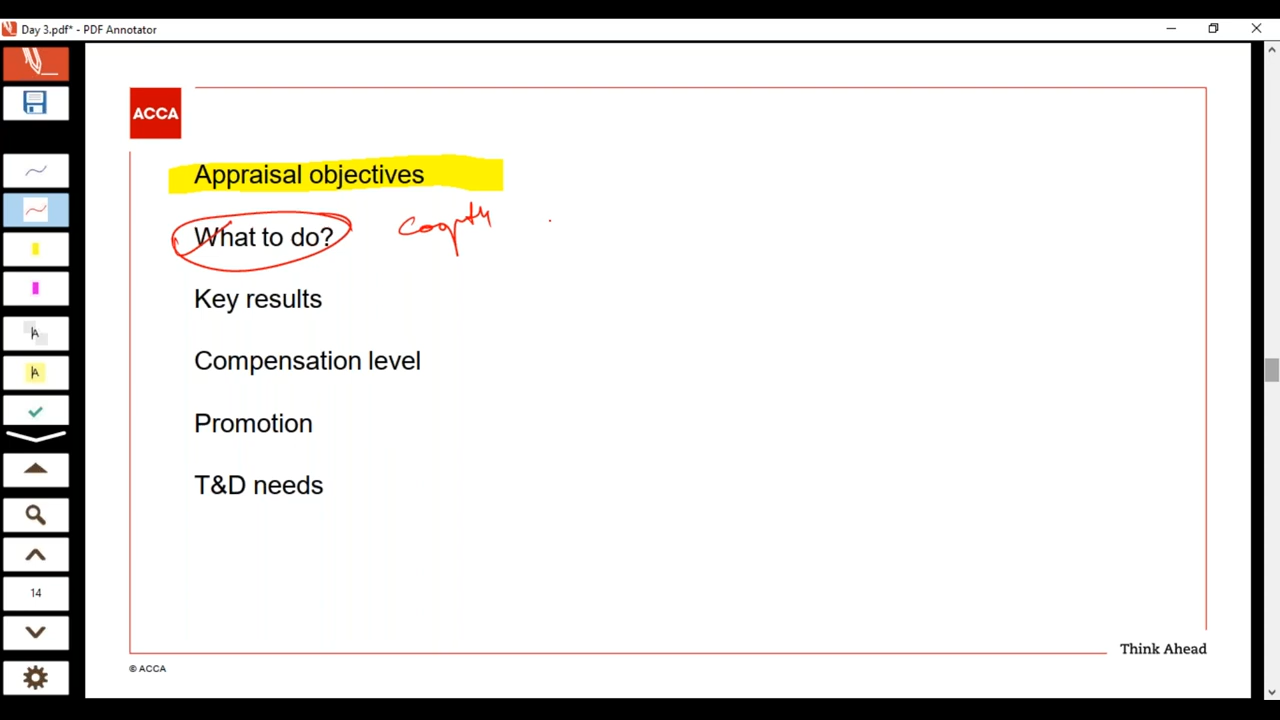 Day 3.pdf* - PDF Annotator
ACCA
Appraisal objectives
What to do?
Key results
Compensation level
Promotion
T&D needs
14
Think Ahead
© ACCA